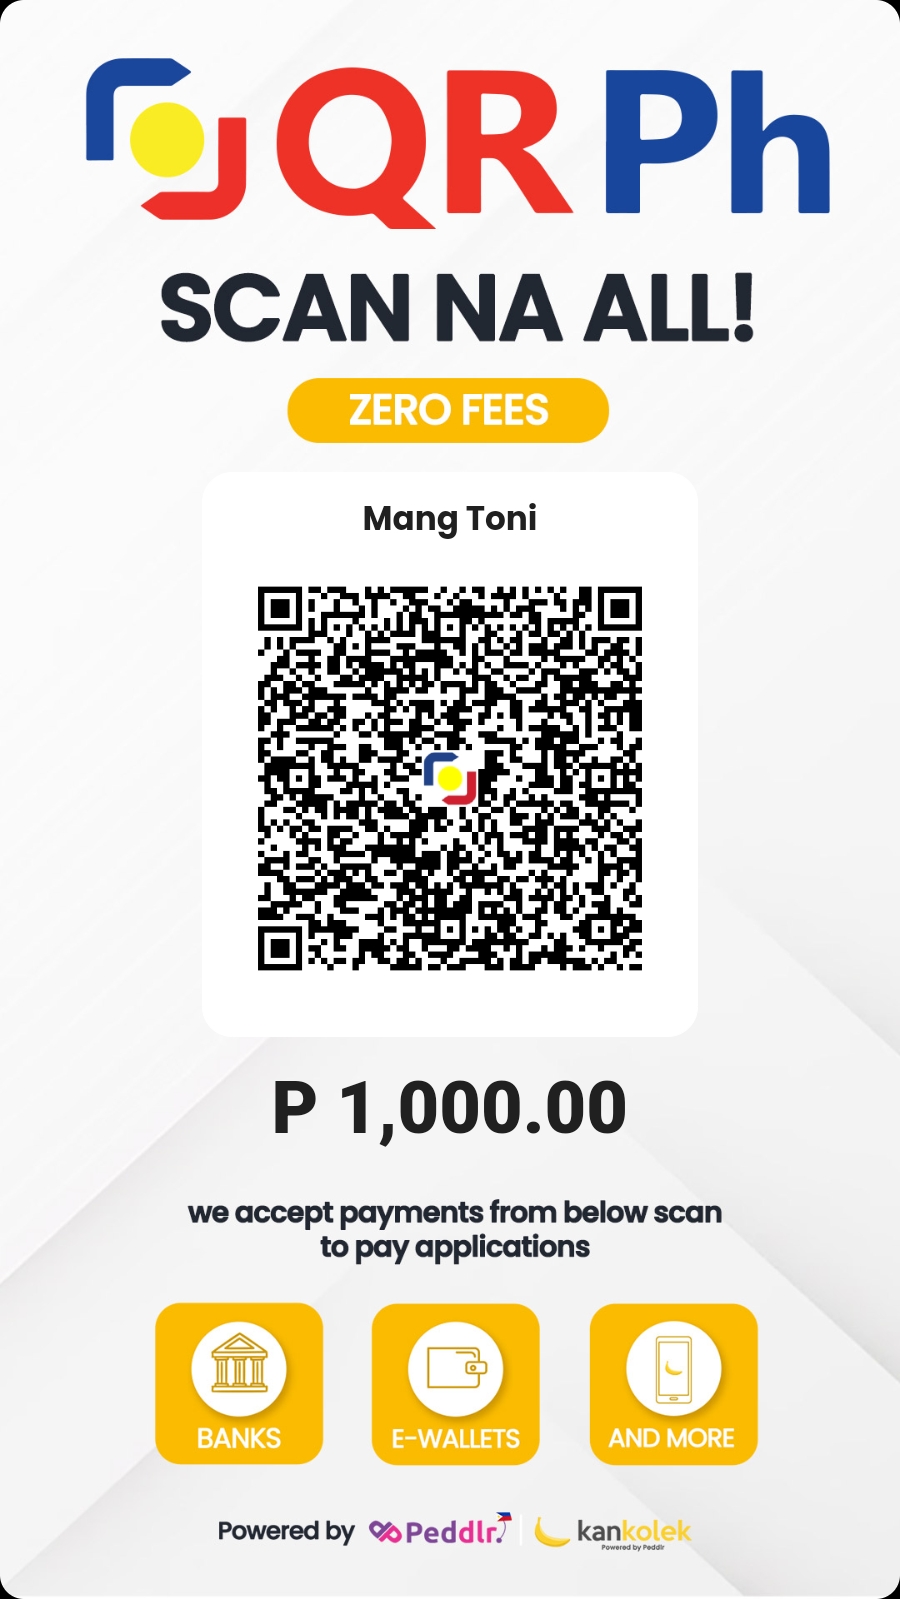 QR Ph
SCAN NA ALL!
ZERO FEES
Mang Toni
P 1,000.00
we accept payments from below scan
to pay applications
BANKS
E-WALLETS
AND MORE
Powered by Peddlr. kankolek
Powered by Peddlr